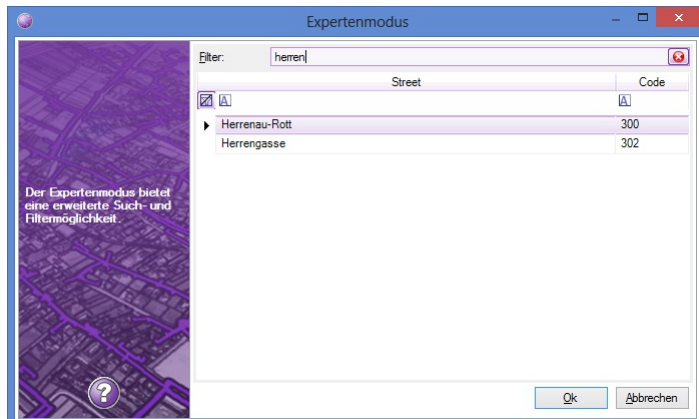 Expertenmodus
Filter: herren
Street Code
A A
Herrenau-Rott 300
Herrengasse 302
Der Expertenmodus bietet
eine erweiterte Such- und
Filtermöglichkeit.
?
Ok Abbrechen